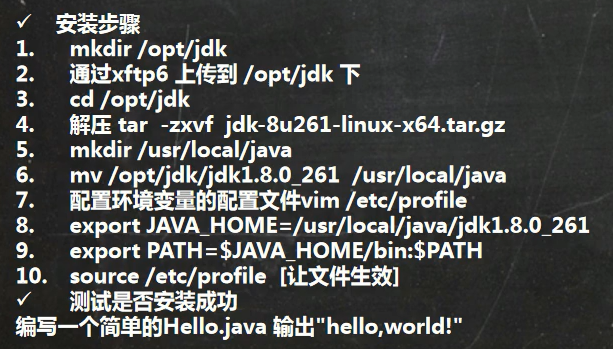 ✓ 安装步骤
1. mkdir /opt/jdk
2. 通过xftp6 上传到 /opt/jdk 下
3. cd /opt/jdk
4. 解压 tar -zxvf jdk-8u261-linux-x64.tar.gz
5. mkdir /usr/local/java
6. mv /opt/jdk/jdk1.8.0_261 /usr/local/java
7. 配置环境变量的配置文件vim /etc/profile
8. export JAVA_HOME=/usr/local/java/jdk1.8.0_261
9. export PATH=$JAVA_HOME/bin:$PATH
10. source /etc/profile [让文件生效]
✓ 测试是否安装成功
编写一个简单的Hello.java 输出"hello,world!"